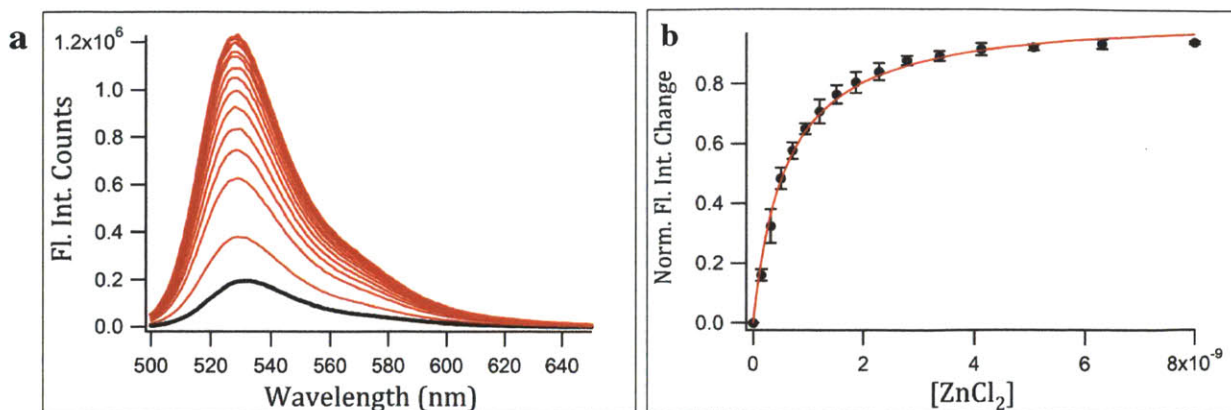 a
1.2x10⁶
1.0
0.8
0.6
0.4
0.2
0.0
Fl. Int. Counts
500 520 540 560 580 600 620 640
Wavelength (nm)
b
0.8
0.6
0.4
0.2
0.0
Norm. Fl. Int. Change
0 2 4 6 8x10⁻⁹
[ZnCl₂]